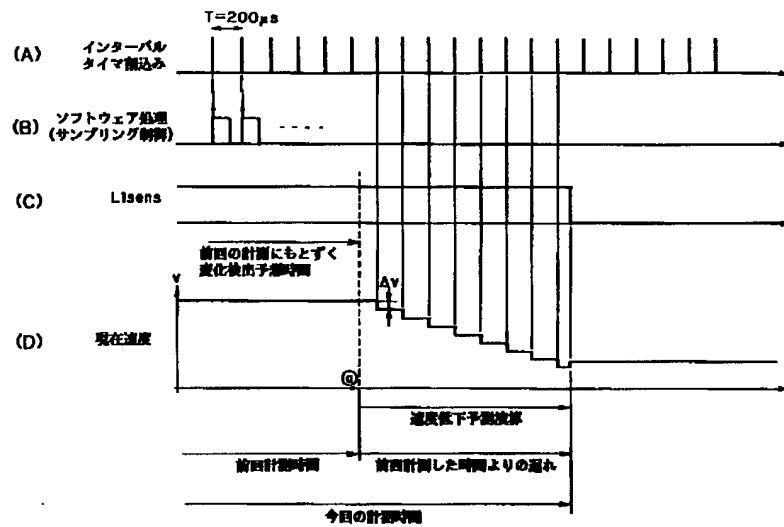 T=200μs
(A) インターバル
タイマ割込み
(B) ソフトウェア処理
(サンプリング制御)
(C) L1sens
前回の計測にもとずく
変化検出予想時間
v
Δv
(D) 現在速度
ⓐ
速度低下予測演算
前回計測時間
前回計測した時間よりの遅れ
今回の計測時間